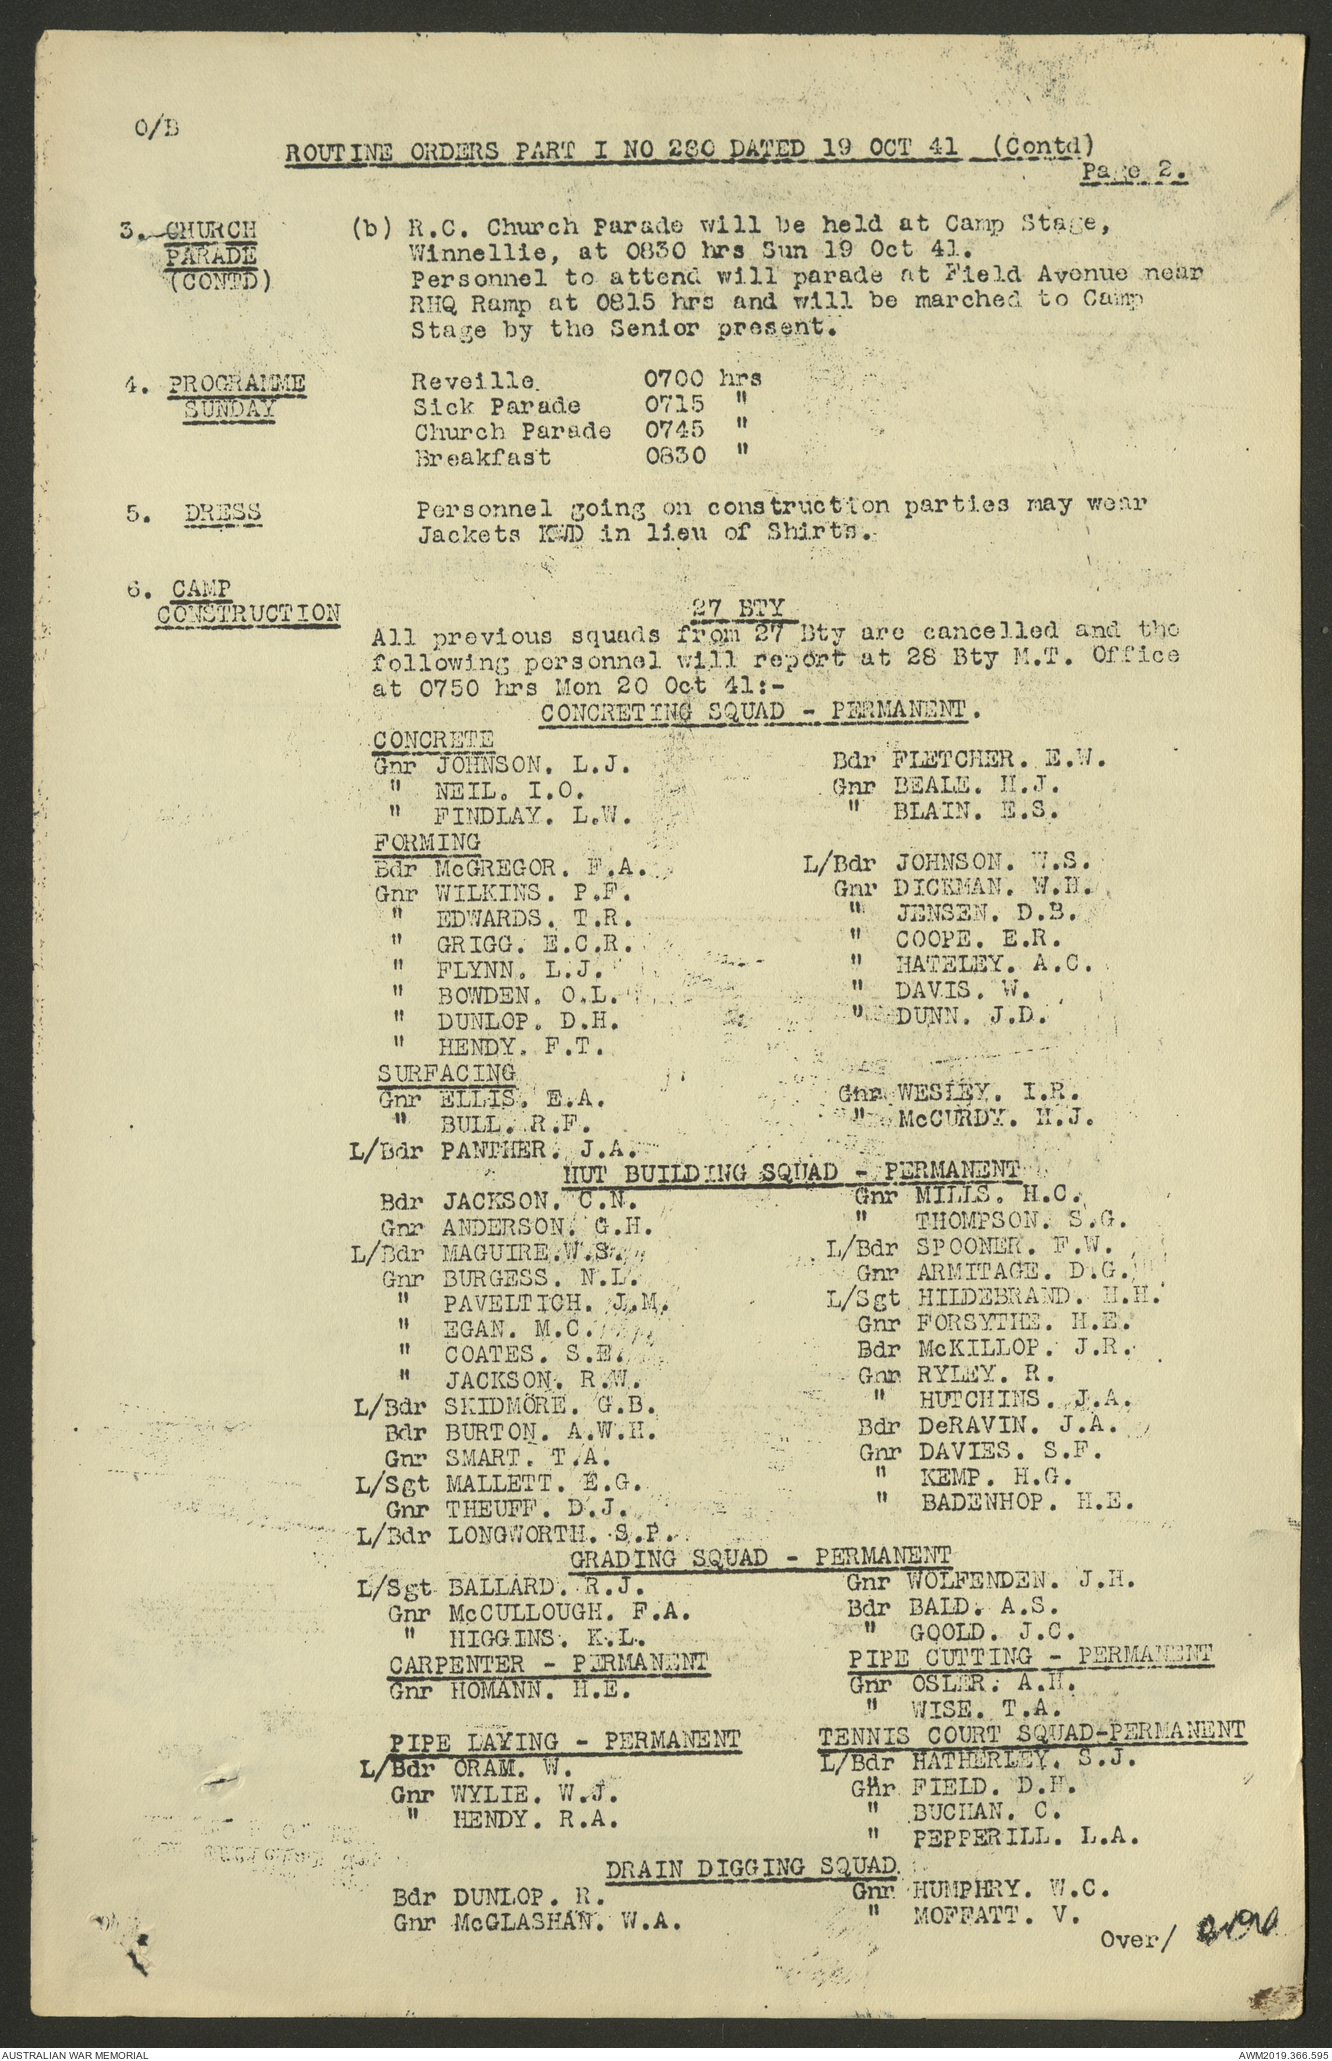 O/B
ROUTINE ORDERS PART I NO 280 DATED 19 OCT 41 (Contd)
Page 2.
3. CHURCH
PARADE
(CONTD)
(b) R.C. Church Parade will be held at Camp Stage,
Winnellie, at 0830 hrs Sun 19 Oct 41.
Personnel to attend will parade at Field Avenue near
RHQ Ramp at 0815 hrs and will be marched to Camp
Stage by the Senior present.
4. PROGRAMME
SUNDAY
Reveille 0700 hrs
Sick Parade 0715 "
Church Parade 0745 "
Breakfast 0830 "
5. DRESS
Personnel going on construction parties may wear
Jackets KWD in lieu of Shirts.
6. CAMP
CONSTRUCTION
27 BTY
All previous squads from 27 Bty are cancelled and the
following personnel will report at 28 Bty M.T. Office
at 0750 hrs Mon 20 Oct 41:-
CONCRETING SQUAD - PERMANENT.
CONCRETE
Gnr JOHNSON. L.J. Bdr FLETCHER. E.W.
" NEIL. I.O. Gnr BEALE. H.J.
" FINDLAY. L.W. " BLAIN. E.S.
FORMING
Bdr McGREGOR. F.A. L/Bdr JOHNSON. W.S.
Gnr WILKINS. P.F. Gnr DICKMAN. W.H.
" EDWARDS. T.R. " JENSEN. D.B.
" GRIGG. E.C.R. " COOPE. E.R.
" FLYNN. L.J. " HATELEY. A.C.
" BOWDEN. O.L. " DAVIS. W.
" DUNLOP. D.H. " DUNN. J.D.
" HENDY. F.T.
SURFACING
Gnr ELLIS. E.A. Gnr WESLEY. I.R.
" BULL. R.F. " McCURDY. H.J.
L/Bdr PANTHER. J.A.
HUT BUILDING SQUAD - PERMANENT
Bdr JACKSON. C.N. Gnr MILLS. H.C.
Gnr ANDERSON. G.H. " THOMPSON. S.G.
L/Bdr MAGUIRE.W.S. L/Bdr SPOONER. F.W.
Gnr BURGESS. N.L. Gnr ARMITAGE. D.G.
" PAVELTICH. J.M. L/Sgt HILDEBRAND. H.H.
" EGAN. M.C. Gnr FORSYTHE. H.E.
" COATES. S.E. Bdr McKILLOP. J.R.
" JACKSON. R.W. Gnr RYLEY. R.
L/Bdr SKIDMORE. G.B. " HUTCHINS. J.A.
Bdr BURTON. A.W.H. Bdr DeRAVIN. J.A.
Gnr SMART. T.A. Gnr DAVIES. S.F.
L/Sgt MALLETT. E.G. " KEMP. H.G.
Gnr THEUFF. D.J. " BADENHOP. H.E.
L/Bdr LONGWORTH. S.P.
GRADING SQUAD - PERMANENT
L/Sgt BALLARD. R.J. Gnr WOLFENDEN. J.H.
Gnr McCULLOUGH. F.A. Bdr BALD. A.S.
" HIGGINS. K.L. " GOOLD. J.C.
CARPENTER - PERMANENT PIPE CUTTING - PERMANENT
Gnr HOMANN. H.E. Gnr OSLER. A.H.
" WISE. T.A.
PIPE LAYING - PERMANENT TENNIS COURT SQUAD-PERMANENT
L/Bdr ORAM. W. L/Bdr HATHERLEY. S.J.
Gnr WYLIE. W.J. Gnr FIELD. D.H.
" HENDY. R.A. " BUCHAN. C.
" PEPPERILL. L.A.
DRAIN DIGGING SQUAD
Bdr DUNLOP. R. Gnr HUMPHRY. W.C.
Gnr McGLASHAN. W.A. " MOFFATT. V.
Over/
AUSTRALIAN WAR MEMORIAL
AWM2019.366.595